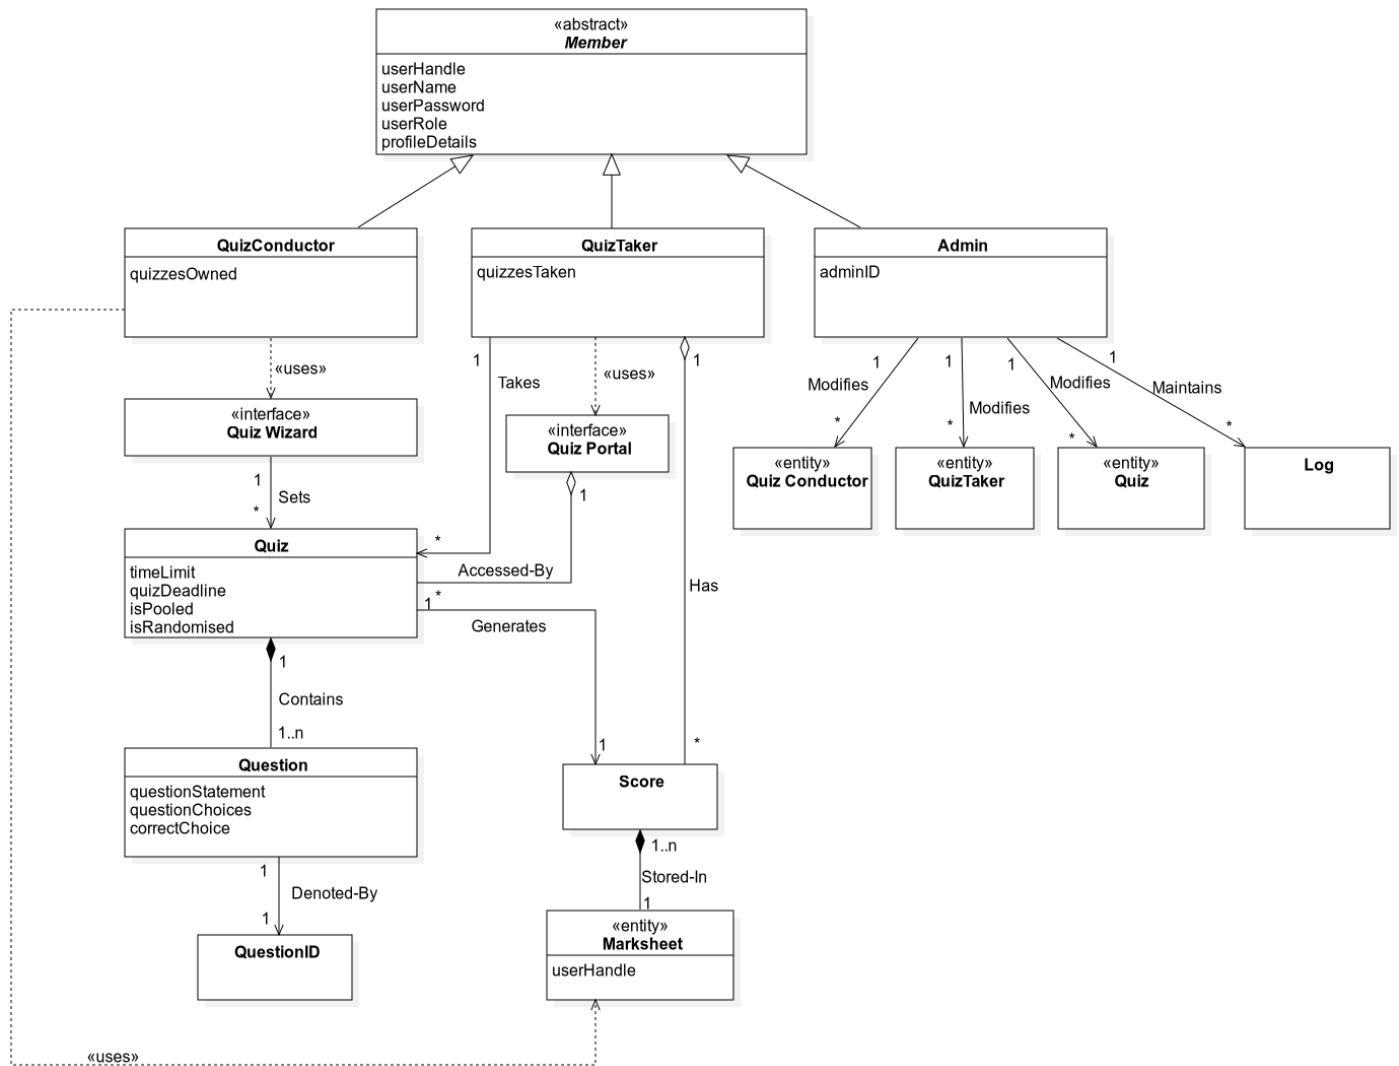 «abstract»
Member
userHandle
userName
userPassword
userRole
profileDetails
QuizConductor
quizzesOwned
QuizTaker
quizzesTaken
Admin
adminID
«uses»
1
Takes
«uses»
1
1
Modifies
*
1
Modifies
*
1
Modifies
*
1
Maintains
*
«interface»
Quiz Wizard
«interface»
Quiz Portal
«entity»
Quiz Conductor
«entity»
QuizTaker
«entity»
Quiz
Log
1
Sets
*
1
*
Accessed-By
*
Quiz
timeLimit
quizDeadline
isPooled
isRandomised
1
Generates
1
Has
*
1
Contains
1..n
Question
questionStatement
questionChoices
correctChoice
Score
1..n
Stored-In
1
1
Denoted-By
1
QuestionID
«entity»
Marksheet
userHandle
«uses»